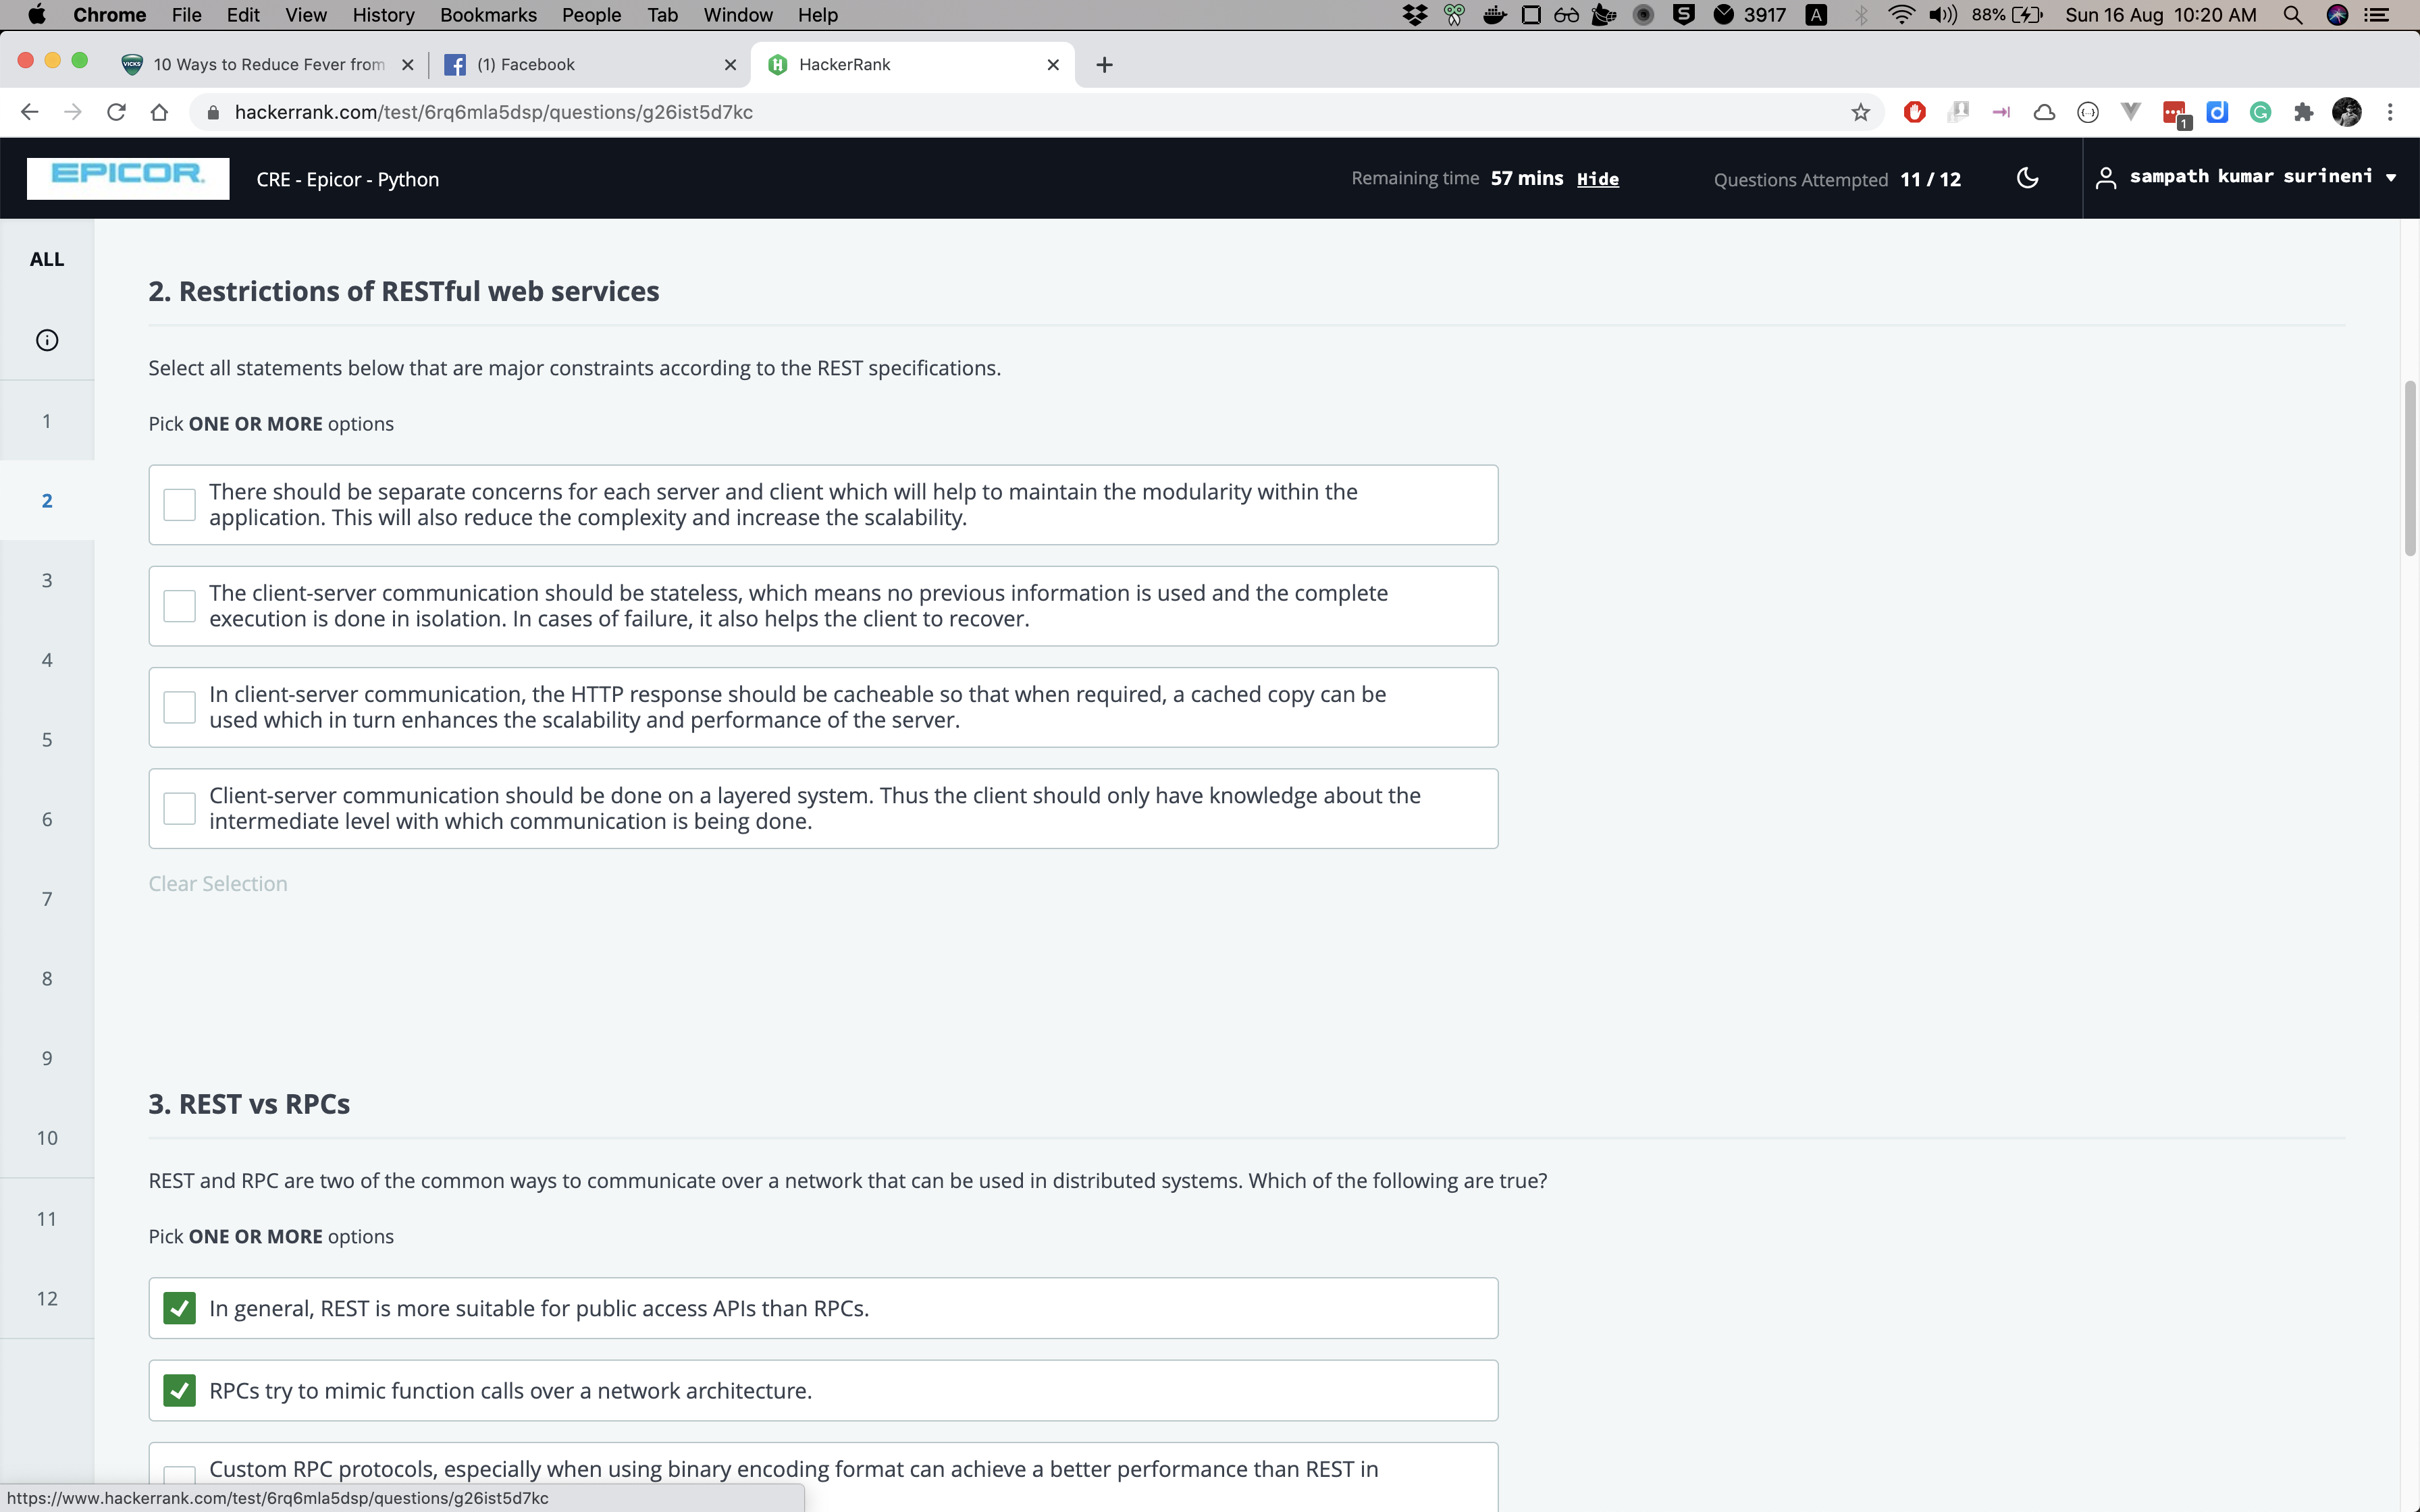 Chrome File Edit View History Bookmarks People Tab Window Help 3917 A 88% Sun 16 Aug 10:20 AM
10 Ways to Reduce Fever from (1) Facebook HackerRank
hackerrank.com/test/6rq6mla5dsp/questions/g26ist5d7kc
EPICOR. CRE - Epicor - Python Remaining time 57 mins Hide Questions Attempted 11 / 12 sampath kumar surineni
ALL
2. Restrictions of RESTful web services
Select all statements below that are major constraints according to the REST specifications.
1
Pick ONE OR MORE options
2
There should be separate concerns for each server and client which will help to maintain the modularity within the
application. This will also reduce the complexity and increase the scalability.
3
The client-server communication should be stateless, which means no previous information is used and the complete
execution is done in isolation. In cases of failure, it also helps the client to recover.
4
In client-server communication, the HTTP response should be cacheable so that when required, a cached copy can be
used which in turn enhances the scalability and performance of the server.
5
Client-server communication should be done on a layered system. Thus the client should only have knowledge about the
intermediate level with which communication is being done.
6
Clear Selection
7
8
9
3. REST vs RPCs
10
REST and RPC are two of the common ways to communicate over a network that can be used in distributed systems. Which of the following are true?
11
Pick ONE OR MORE options
12
In general, REST is more suitable for public access APIs than RPCs.
RPCs try to mimic function calls over a network architecture.
Custom RPC protocols, especially when using binary encoding format can achieve a better performance than REST in
https://www.hackerrank.com/test/6rq6mla5dsp/questions/g26ist5d7kc